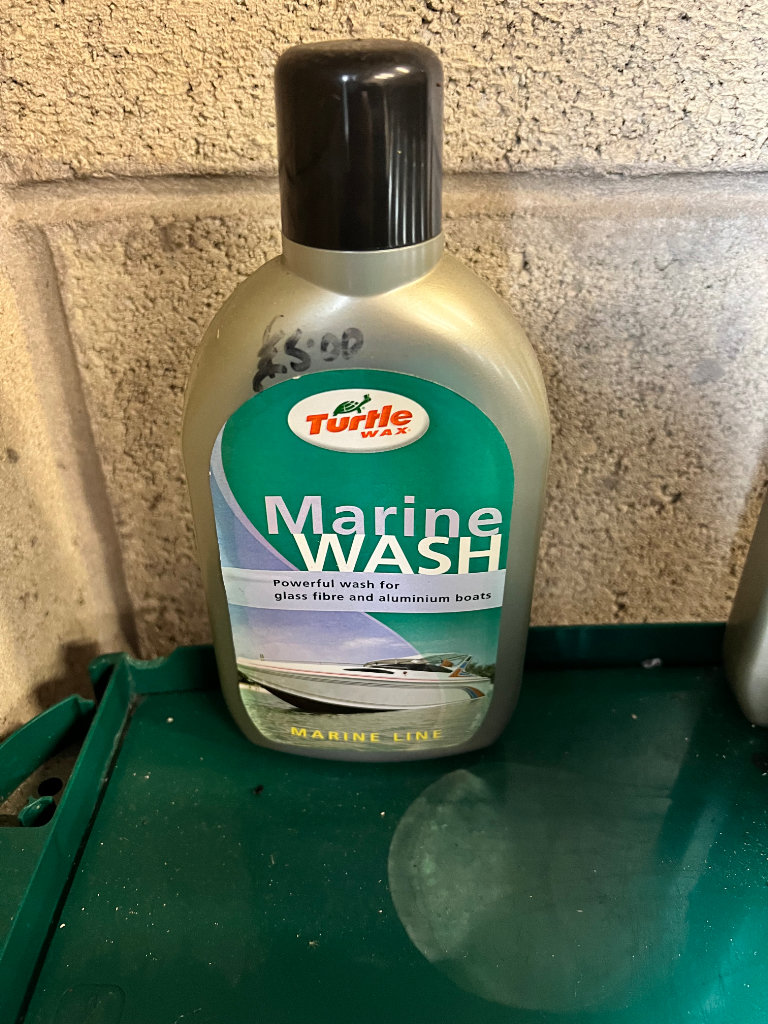 £5.00
Turtle
WAX
Marine
WASH
Powerful wash for
glass fibre and aluminium boats
MARINE LINE